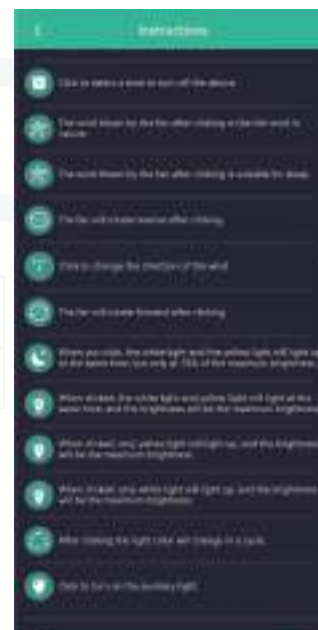 Instructions
Click to select a time to turn off the device
The wind blown by the fan after clicking is like the wind in
nature
The wind blown by the fan after clicking is suitable for sleep
The fan will rotate reverse after clicking
Click to change the direction of the wind
The fan will rotate forward after clicking
When you click, the white light and the yellow light will light up
at the same time, but only at 10% of the maximum brightness
When clicked, the white light and yellow light will light at the
same time, and the brightness will be the maximum brightness
When clicked, only yellow light will light up, and the brightness
will be the maximum brightness
When clicked, only white light will light up, and the brightness
will be the maximum brightness
After clicking the light color will change in a cycle.
Click to turn on the auxiliary light